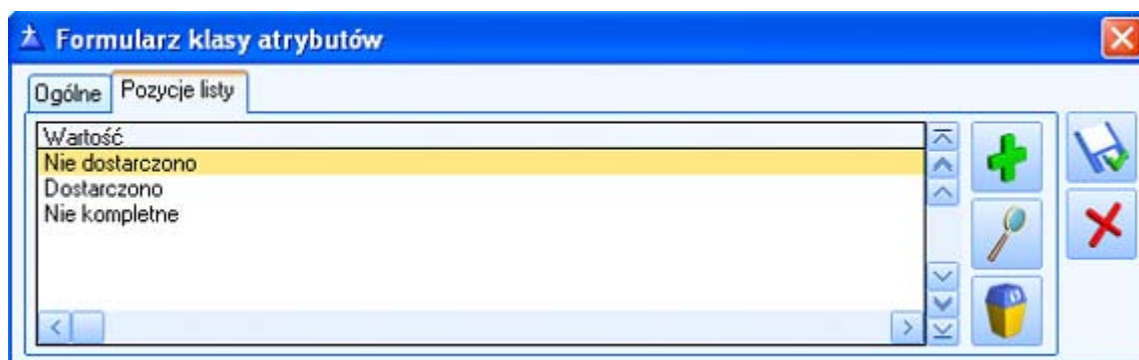 Formularz klasy atrybutów
Ogólne Pozycje listy
Wartość
Nie dostarczono
Dostarczono
Nie kompletne